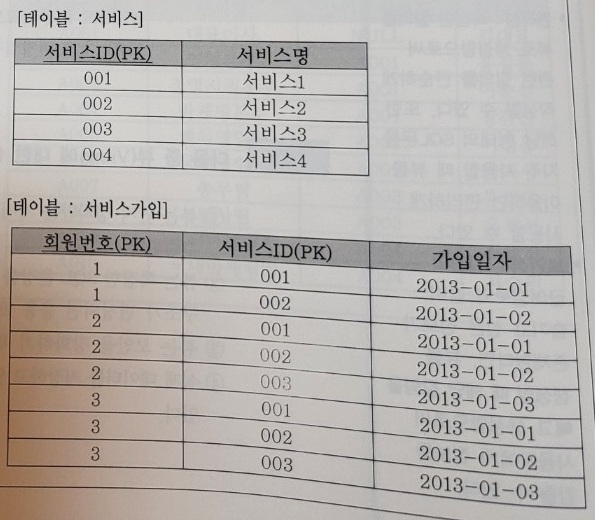 [테이블 : 서비스]
서비스ID(PK) 서비스명
001 서비스1
002 서비스2
003 서비스3
004 서비스4
[테이블 : 서비스가입]
회원번호(PK) 서비스ID(PK) 가입일자
1 001 2013-01-01
1 002 2013-01-02
2 001 2013-01-01
2 002 2013-01-02
2 003 2013-01-03
3 001 2013-01-01
3 002 2013-01-02
3 003 2013-01-03